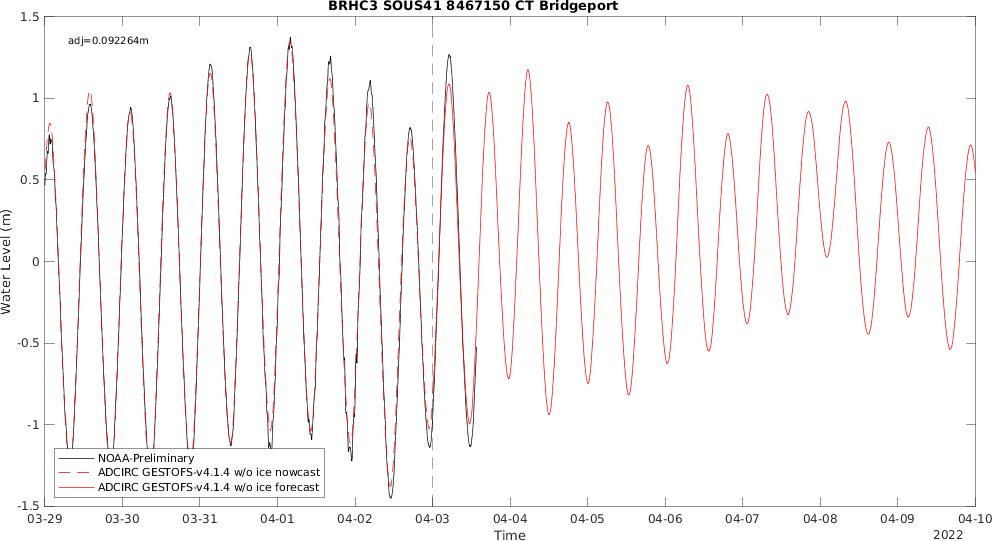 BRHC3 SOUS41 8467150 CT Bridgeport
adj=0.092264m
1.5
1
0.5
0
-0.5
-1
-1.5
Water Level (m)
NOAA-Preliminary
ADCIRC GESTOFS-v4.1.4 w/o ice nowcast
ADCIRC GESTOFS-v4.1.4 w/o ice forecast
03-29 03-30 03-31 04-01 04-02 04-03 04-04 04-05 04-06 04-07 04-08 04-09 04-10
Time
2022